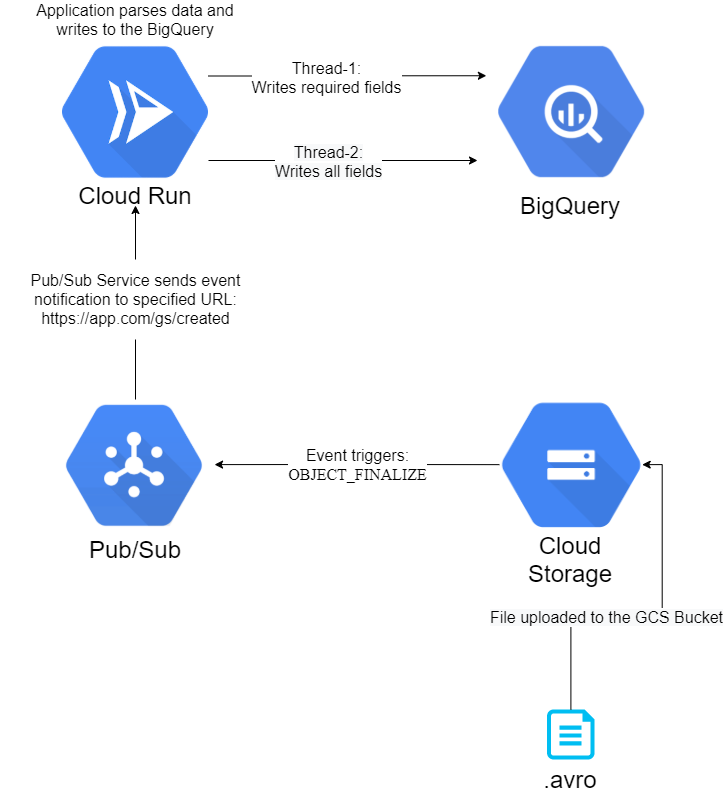 Application parses data and
writes to the BigQuery
Thread-1:
Writes required fields
Thread-2:
Writes all fields
Cloud Run
BigQuery
Pub/Sub Service sends event
notification to specified URL:
https://app.com/gs/created
Event triggers:
OBJECT_FINALIZE
Pub/Sub
Cloud
Storage
File uploaded to the GCS Bucket
.avro